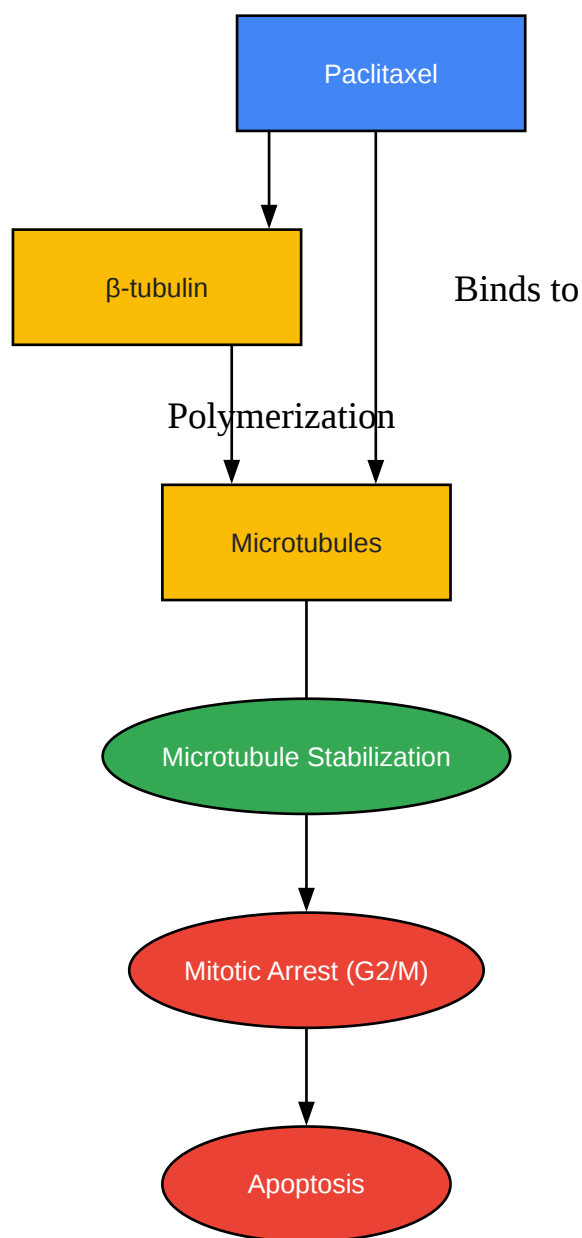 Paclitaxel
β-tubulin
Binds to
Polymerization
Microtubules
Microtubule Stabilization
Mitotic Arrest (G2/M)
Apoptosis